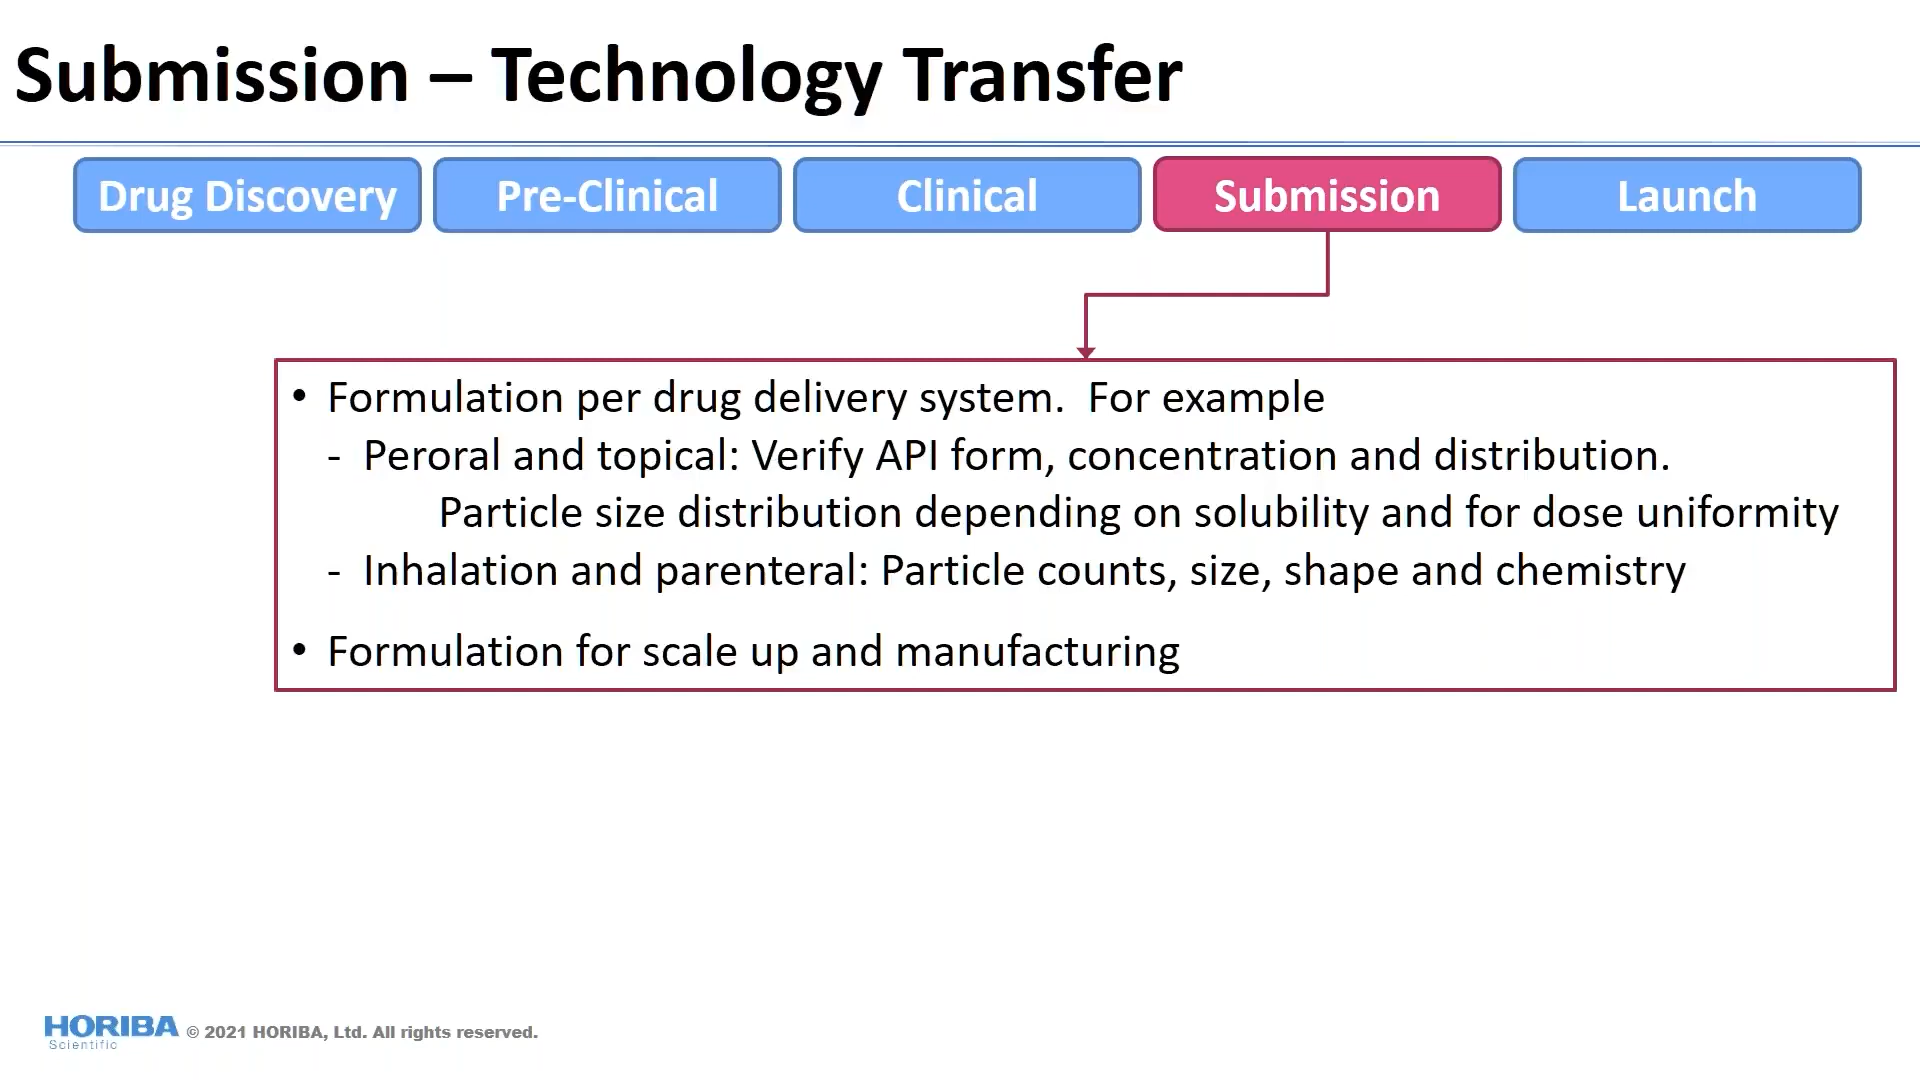 Submission – Technology Transfer
Drug Discovery
Pre-Clinical
Clinical
Submission
Launch
• Formulation per drug delivery system.  For example
- Peroral and topical: Verify API form, concentration and distribution.
Particle size distribution depending on solubility and for dose uniformity
- Inhalation and parenteral: Particle counts, size, shape and chemistry
• Formulation for scale up and manufacturing
HORIBA
Scientific
© 2021 HORIBA, Ltd. All rights reserved.